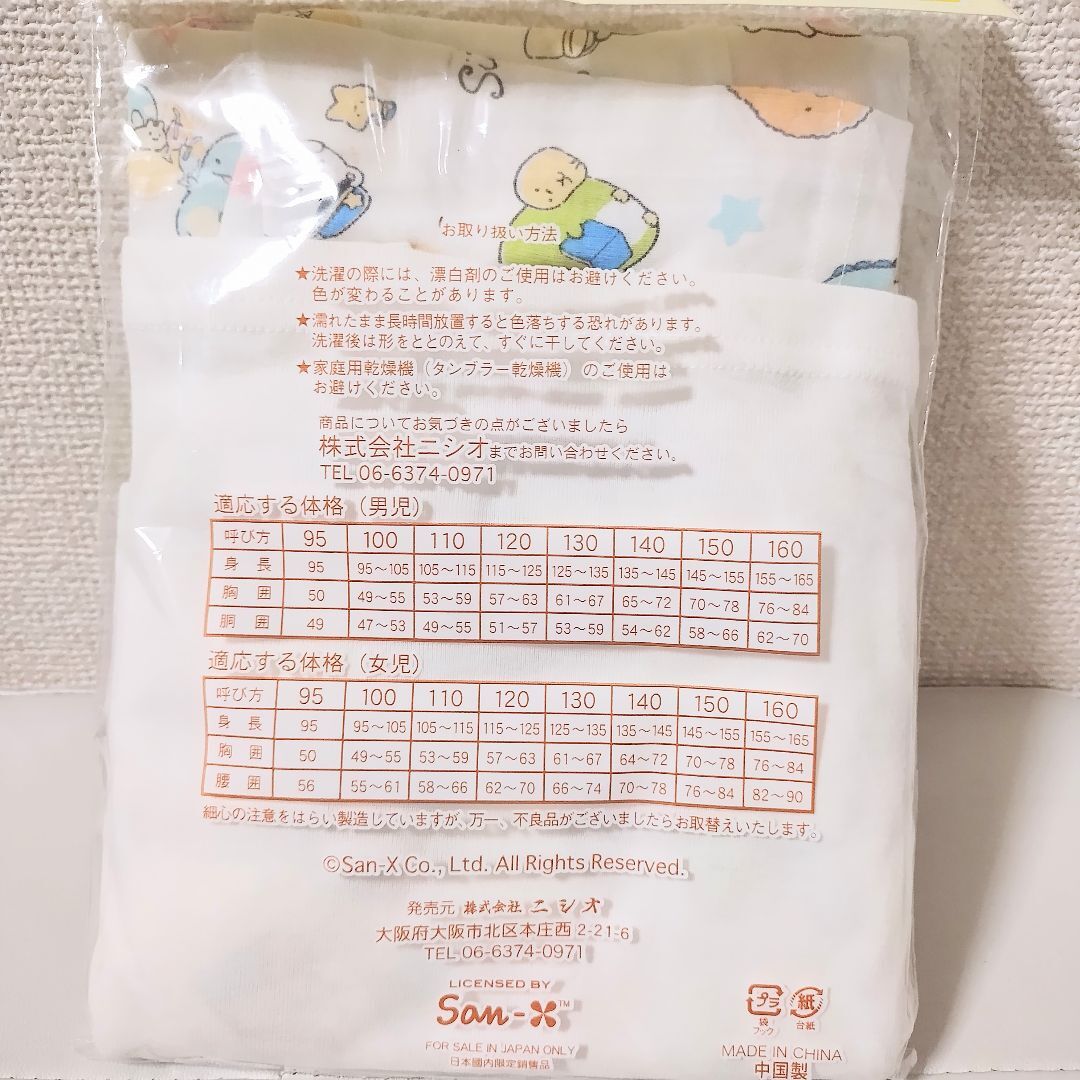 お取り扱い方法
★洗濯の際には、漂白剤のご使用はお避けください。
色が変わることがあります。
★濡れたまま長時間放置すると色落ちする恐れがあります。
洗濯後は形をととのえて、すぐに干してください。
★家庭用乾燥機（タンブラー乾燥機）のご使用は
お避けください。
商品についてお気づきの点がございましたら
株式会社ニシオまでお問い合わせください。
TEL 06-6374-0971
適応する体格（男児）
呼び方 95 100 110 120 130 140 150 160
身長 95 95～105 105～115 115～125 125～135 135～145 145～155 155～165
胸囲 50 49～55 53～59 57～63 61～67 65～72 70～78 76～84
胴囲 49 47～53 49～55 51～57 53～59 54～62 58～66 62～70
適応する体格（女児）
呼び方 95 100 110 120 130 140 150 160
身長 95 95～105 105～115 115～125 125～135 135～145 145～155 155～165
胸囲 50 49～55 53～59 57～63 61～67 64～72 70～78 76～84
腰囲 56 55～61 58～66 62～70 66～74 70～78 76～84 82～90
細心の注意をはらい製造していますが、万一、不良品がございましたらお取替えいたします。
©San-X Co., Ltd. All Rights Reserved.
発売元 株式会社 ニシオ
大阪府大阪市北区本庄西2-21-6
TEL 06-6374-0971
LICENSED BY
San-X™
FOR SALE IN JAPAN ONLY
日本國内限定銷售品
プラ 紙
袋 台紙
フック
MADE IN CHINA
中国製